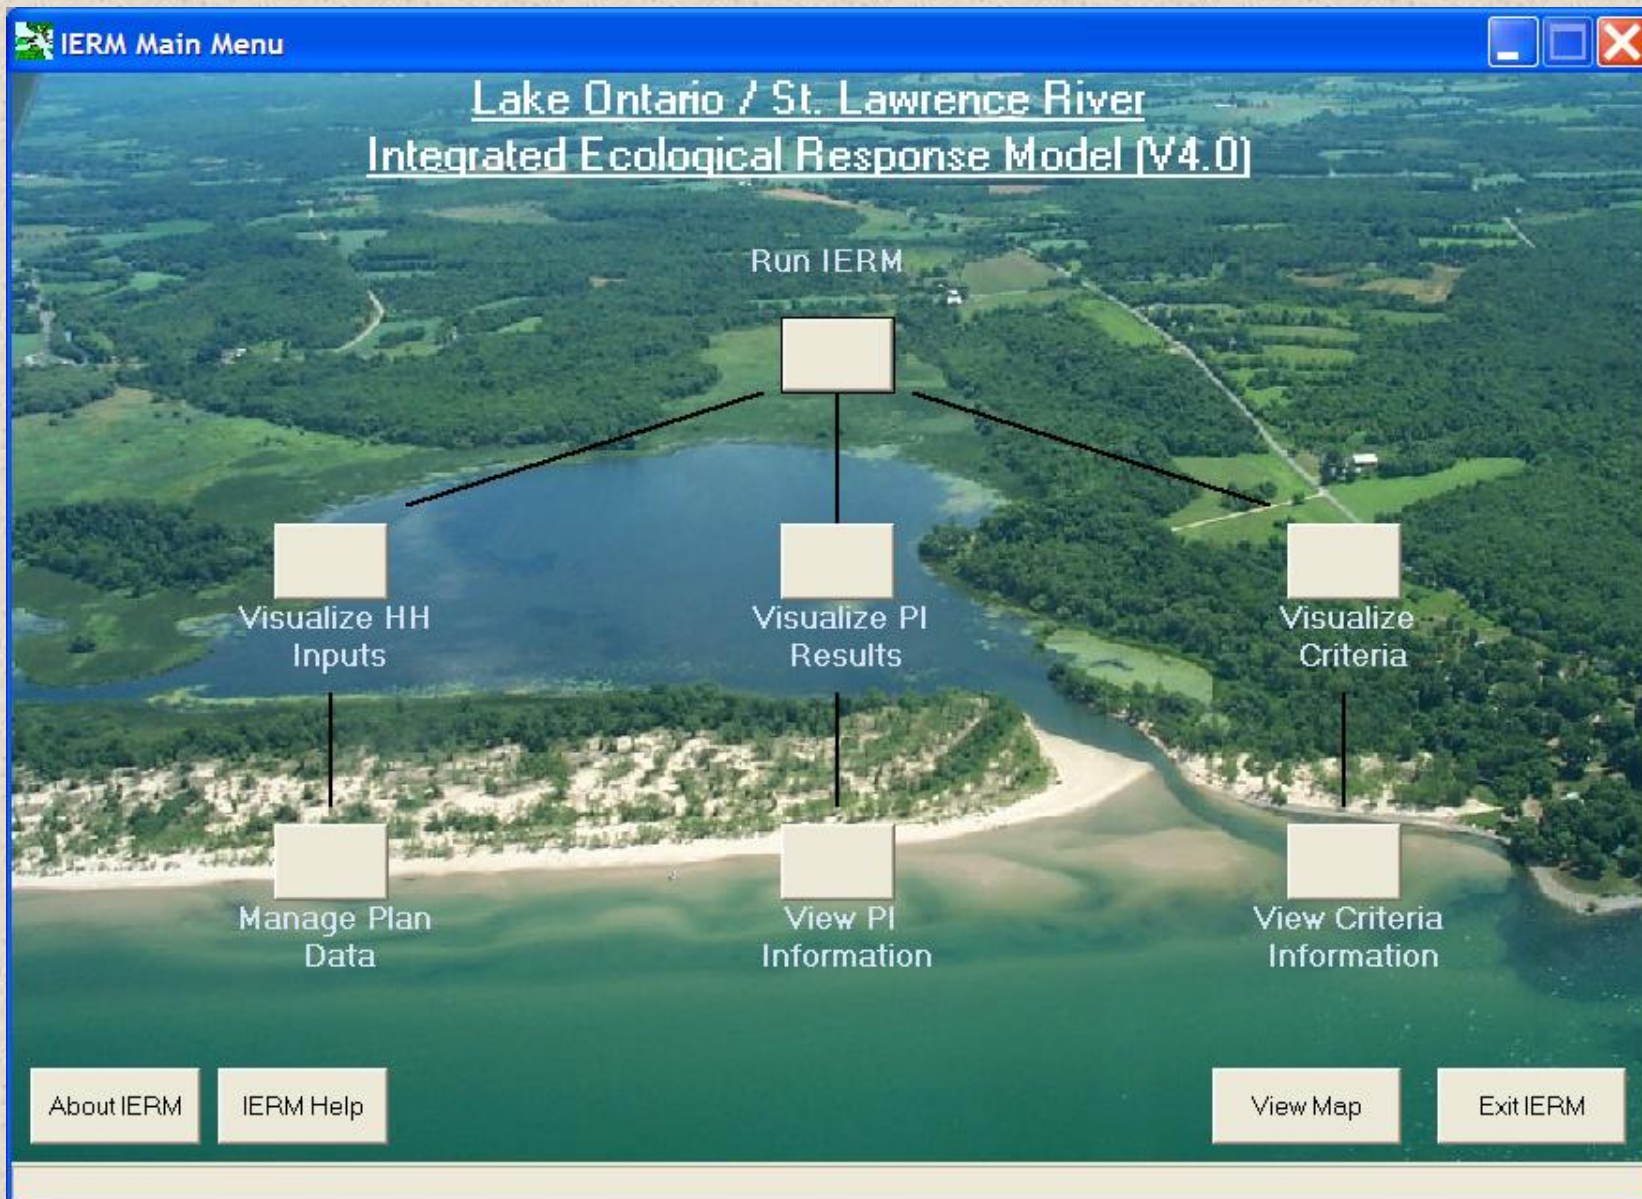 IERM Main Menu
Lake Ontario / St. Lawrence River
Integrated Ecological Response Model (V4.0)
Run IERM
Visualize HH
Inputs
Visualize PI
Results
Visualize
Criteria
Manage Plan
Data
View PI
Information
View Criteria
Information
About IERM
IERM Help
View Map
Exit IERM